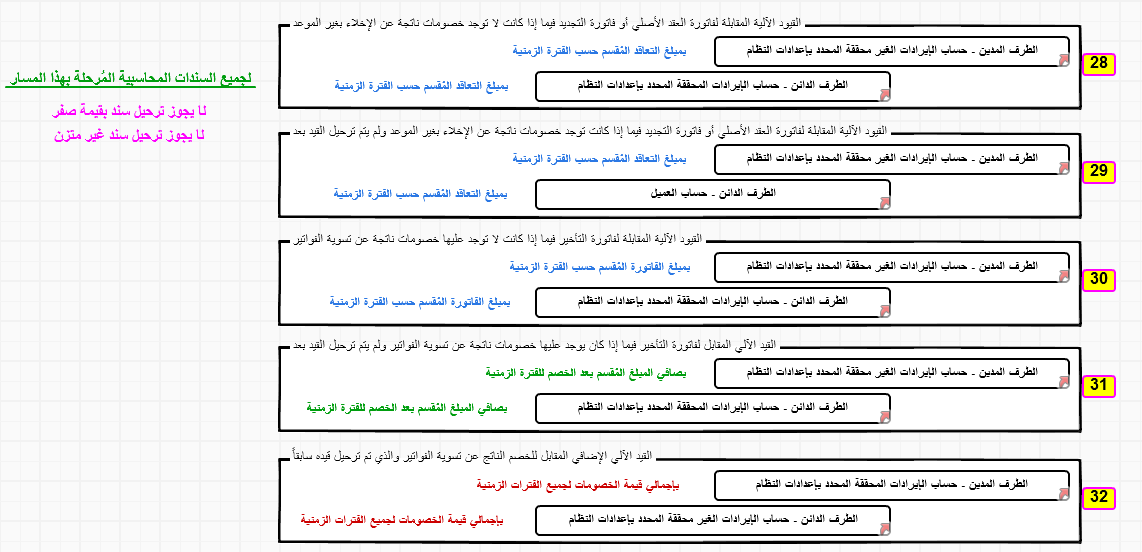 القيود الآلية المقابلة لفاتورة العقد الأصلي أو فاتورة التجديد فيما إذا كانت لا توجد خصومات ناتجة عن الإخلاء بغير الموعد
28
الطرف المدين - حساب الإيرادات الغير محققة المحدد بإعدادات النظام
بمبلغ التعاقد المُقسم حسب الفترة الزمنية
الطرف الدائن - حساب الإيرادات المحققة المحدد بإعدادات النظام
بمبلغ التعاقد المُقسم حسب الفترة الزمنية
لجميع السندات المحاسبية المُرحلة بهذا المسار
لا يجوز ترحيل سند بقيمة صفر
لا يجوز ترحيل سند غير متزن
القيود الآلية المقابلة لفاتورة العقد الأصلي أو فاتورة التجديد فيما إذا كانت توجد خصومات ناتجة عن الإخلاء بغير الموعد ولم يتم ترحيل القيد بعد
29
الطرف المدين - حساب الإيرادات الغير محققة المحدد بإعدادات النظام
بمبلغ التعاقد المُقسم حسب الفترة الزمنية
الطرف الدائن - حساب العميل
بمبلغ التعاقد المُقسم حسب الفترة الزمنية
القيود الآلية المقابلة لفاتورة التأخير فيما إذا كانت لا توجد عليها خصومات ناتجة عن تسوية الفواتير
30
الطرف المدين - حساب الإيرادات الغير محققة المحدد بإعدادات النظام
بمبلغ الفاتورة المُقسم حسب الفترة الزمنية
الطرف الدائن - حساب الإيرادات المحققة المحدد بإعدادات النظام
بمبلغ الفاتورة المُقسم حسب الفترة الزمنية
القيد الآلي المقابل لفاتورة التأخير فيما إذا كان يوجد عليها خصومات ناتجة عن تسوية الفواتير ولم يتم ترحيل القيد بعد
31
الطرف المدين - حساب الإيرادات الغير محققة المحدد بإعدادات النظام
بصافي المبلغ المُقسم بعد الخصم للفترة الزمنية
الطرف الدائن - حساب الإيرادات المحققة المحدد بإعدادات النظام
بصافي المبلغ المُقسم بعد الخصم للفترة الزمنية
القيد الآلي الإضافي المقابل للخصم الناتج عن تسوية الفواتير والذي تم ترحيل قيده سابقاً
32
الطرف المدين - حساب الإيرادات المحققة المحدد بإعدادات النظام
بإجمالي قيمة الخصومات لجميع الفترات الزمنية
الطرف الدائن - حساب الإيرادات الغير محققة المحدد بإعدادات النظام
بإجمالي قيمة الخصومات لجميع الفترات الزمنية